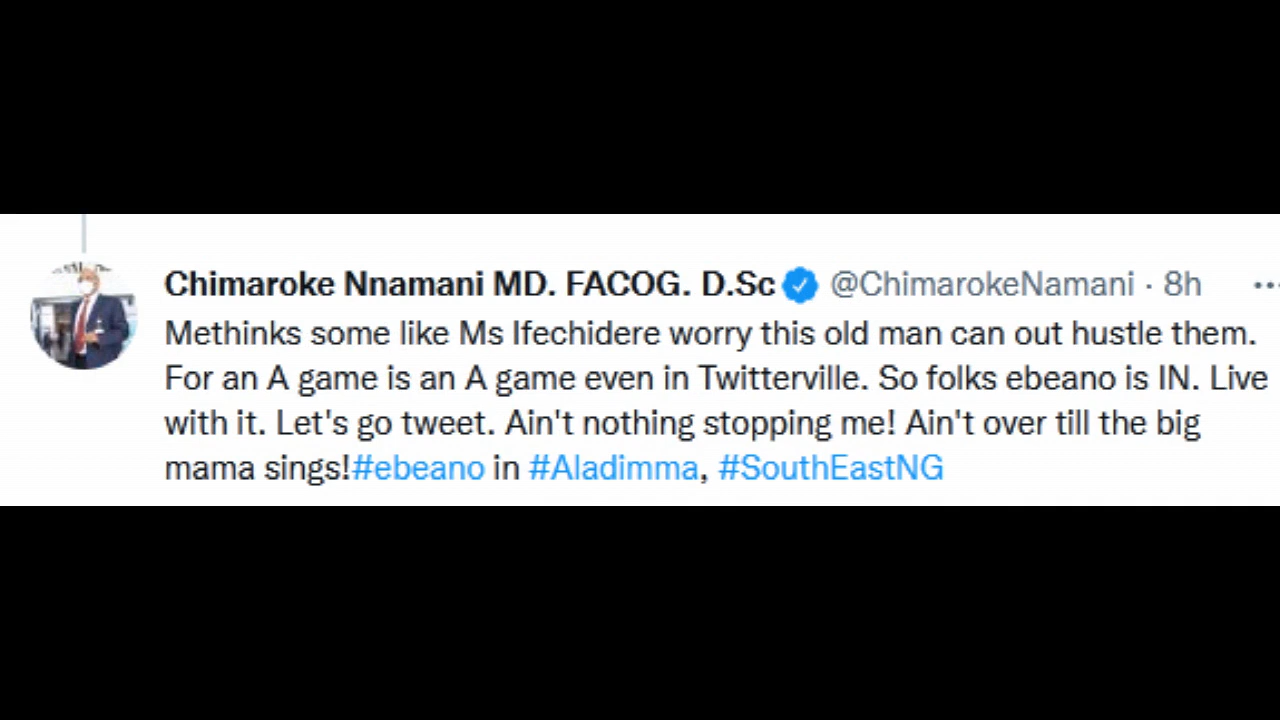 Chimaroke Nnamani MD. FACOG. D.Sc @ChimarokeNamani · 8h
Methinks some like Ms Ifechidere worry this old man can out hustle them.
For an A game is an A game even in Twitterville. So folks ebeano is IN. Live
with it. Let's go tweet. Ain't nothing stopping me! Ain't over till the big
mama sings!#ebeano in #Aladimma, #SouthEastNG